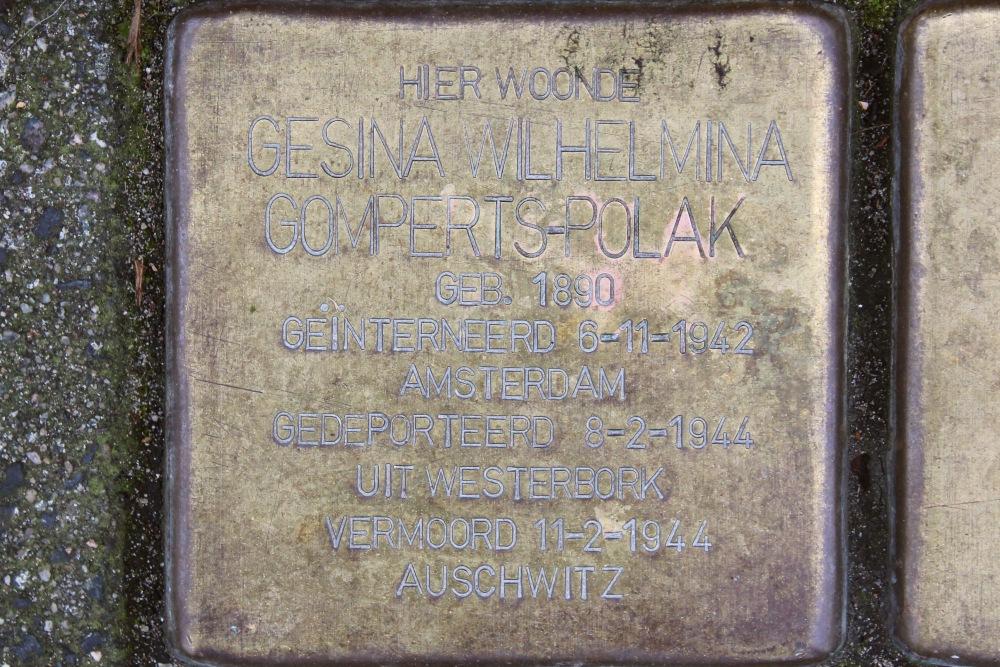 HIER WOONDE
GESINA WILHELMINA
GOMPERTS-POLAK
GEB. 1890
GEÏNTERNEERD 6-11-1942
AMSTERDAM
GEDEPORTEERD 8-2-1944
UIT WESTERBORK
VERMOORD 11-2-1944
AUSCHWITZ